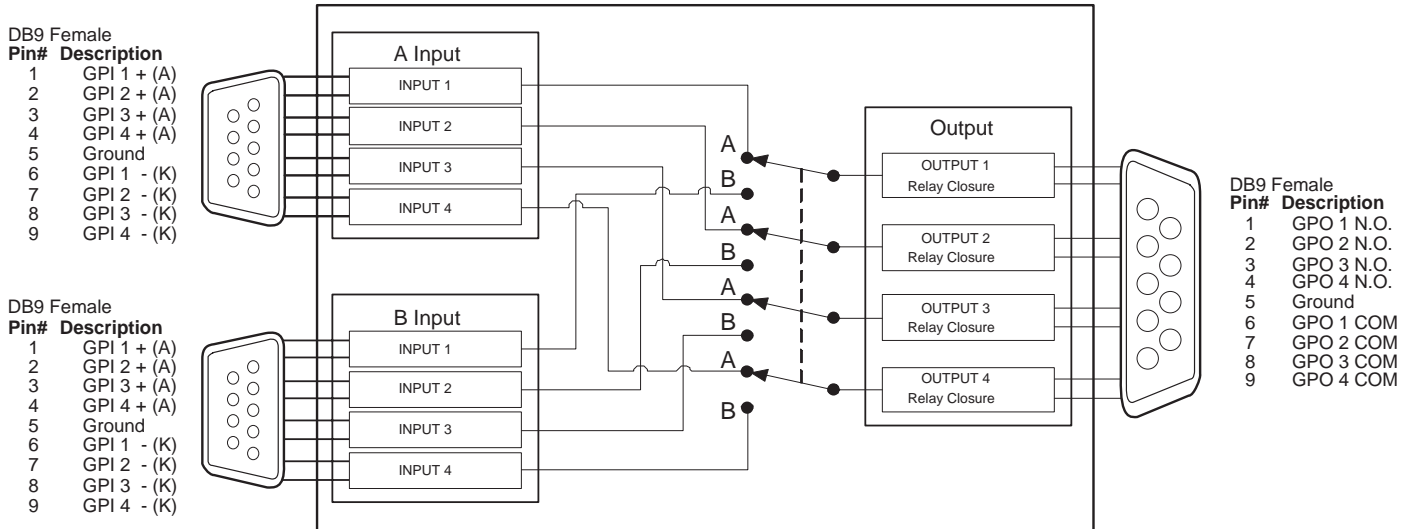 DB9 Female
Pin# Description
1 GPI 1 + (A)
2 GPI 2 + (A)
3 GPI 3 + (A)
4 GPI 4 + (A)
5 Ground
6 GPI 1 - (K)
7 GPI 2 - (K)
8 GPI 3 - (K)
9 GPI 4 - (K)
DB9 Female
Pin# Description
1 GPI 1 + (A)
2 GPI 2 + (A)
3 GPI 3 + (A)
4 GPI 4 + (A)
5 Ground
6 GPI 1 - (K)
7 GPI 2 - (K)
8 GPI 3 - (K)
9 GPI 4 - (K)
A Input
INPUT 1
INPUT 2
INPUT 3
INPUT 4
B Input
INPUT 1
INPUT 2
INPUT 3
INPUT 4
A
B
A
B
A
B
A
B
Output
OUTPUT 1
Relay Closure
OUTPUT 2
Relay Closure
OUTPUT 3
Relay Closure
OUTPUT 4
Relay Closure
DB9 Female
Pin# Description
1 GPO 1 N.O.
2 GPO 2 N.O.
3 GPO 3 N.O.
4 GPO 4 N.O.
5 Ground
6 GPO 1 COM
7 GPO 2 COM
8 GPO 3 COM
9 GPO 4 COM